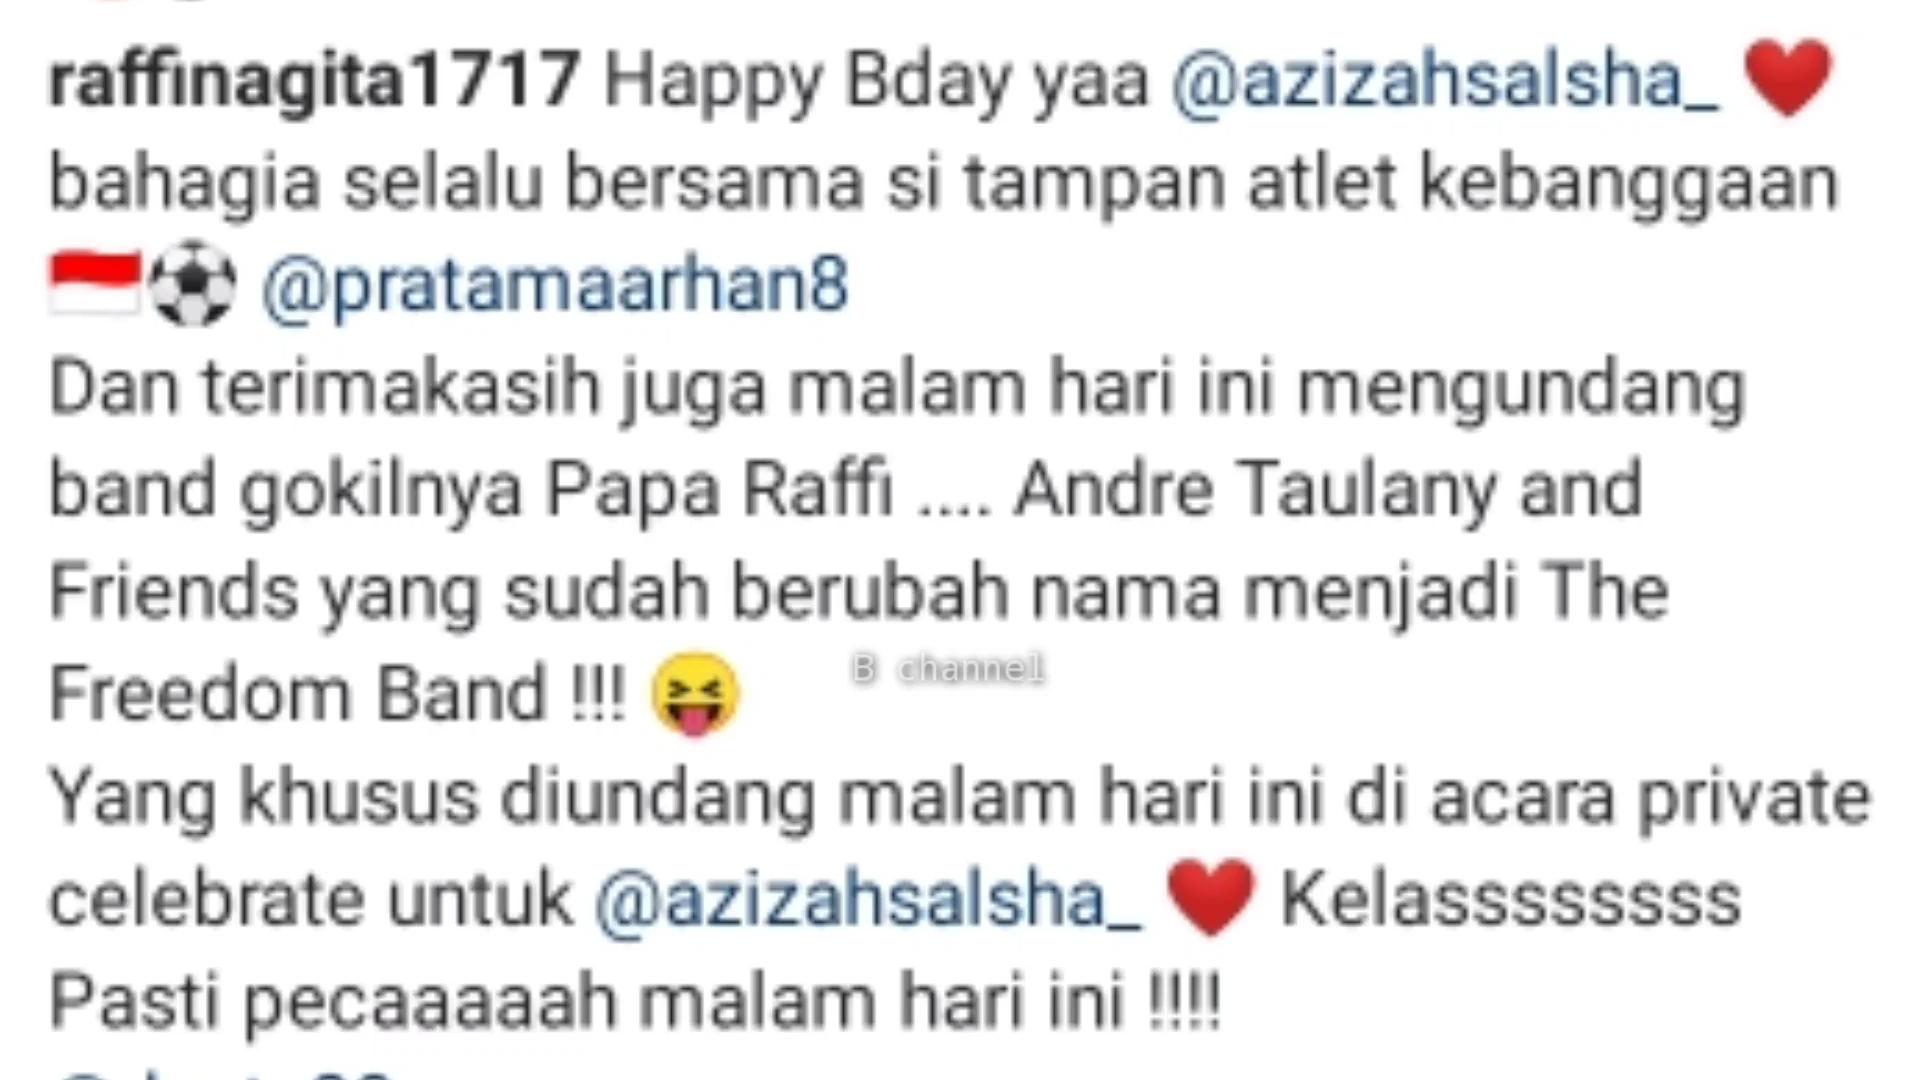 raffinagita1717 Happy Bday yaa @azizahsalsha_ ❤️
bahagia selalu bersama si tampan atlet kebanggaan
🇮🇩⚽ @pratamaarhan8
Dan terimakasih juga malam hari ini mengundang
band gokilnya Papa Raffi .... Andre Taulany and
Friends yang sudah berubah nama menjadi The
Freedom Band !!! 😝
B channel
Yang khusus diundang malam hari ini di acara private
celebrate untuk @azizahsalsha_ ❤️ Kelasssssssss
Pasti pecaaaaah malam hari ini !!!!